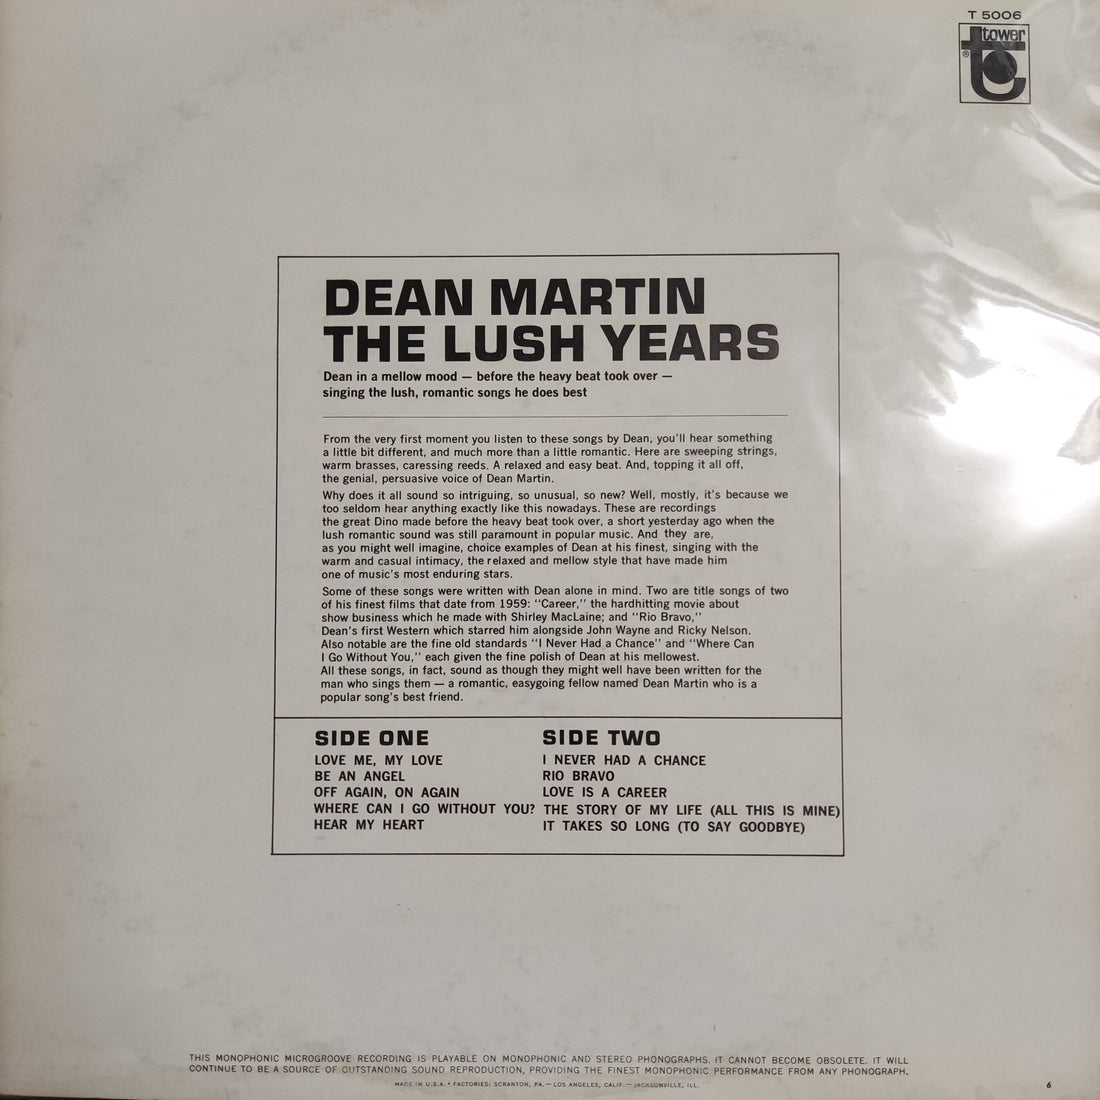 T 5006
tower
®
DEAN MARTIN
THE LUSH YEARS
Dean in a mellow mood — before the heavy beat took over —
singing the lush, romantic songs he does best
From the very first moment you listen to these songs by Dean, you'll hear something
a little bit different, and much more than a little romantic. Here are sweeping strings,
warm brasses, caressing reeds. A relaxed and easy beat. And, topping it all off,
the genial, persuasive voice of Dean Martin.
Why does it all sound so intriguing, so unusual, so new? Well, mostly, it's because we
too seldom hear anything exactly like this nowadays. These are recordings
the great Dino made before the heavy beat took over, a short yesterday ago when the
lush romantic sound was still paramount in popular music. And they are,
as you might well imagine, choice examples of Dean at his finest, singing with the
warm and casual intimacy, the relaxed and mellow style that have made him
one of music's most enduring stars.
Some of these songs were written with Dean alone in mind. Two are title songs of two
of his finest films that date from 1959: "Career," the hardhitting movie about
show business which he made with Shirley MacLaine; and "Rio Bravo,"
Dean's first Western which starred him alongside John Wayne and Ricky Nelson.
Also notable are the fine old standards "I Never Had a Chance" and "Where Can
I Go Without You," each given the fine polish of Dean at his mellowest.
All these songs, in fact, sound as though they might well have been written for the
man who sings them — a romantic, easygoing fellow named Dean Martin who is a
popular song's best friend.
SIDE ONE
LOVE ME, MY LOVE
BE AN ANGEL
OFF AGAIN, ON AGAIN
WHERE CAN I GO WITHOUT YOU?
HEAR MY HEART
SIDE TWO
I NEVER HAD A CHANCE
RIO BRAVO
LOVE IS A CAREER
THE STORY OF MY LIFE (ALL THIS IS MINE)
IT TAKES SO LONG (TO SAY GOODBYE)
THIS MONOPHONIC MICROGROOVE RECORDING IS PLAYABLE ON MONOPHONIC AND STEREO PHONOGRAPHS. IT CANNOT BECOME OBSOLETE. IT WILL
CONTINUE TO BE A SOURCE OF OUTSTANDING SOUND REPRODUCTION, PROVIDING THE FINEST MONOPHONIC PERFORMANCE FROM ANY PHONOGRAPH.
MADE IN U.S.A. • FACTORIES: SCRANTON, PA. — LOS ANGELES, CALIF. — JACKSONVILLE, ILL.
6